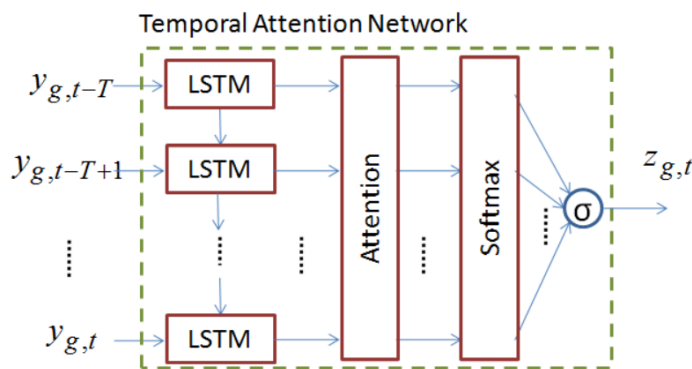 Temporal Attention Network
y_{g,t-T} LSTM
y_{g,t-T+1} LSTM
Attention
Softmax
σ
z_{g,t}
y_{g,t} LSTM